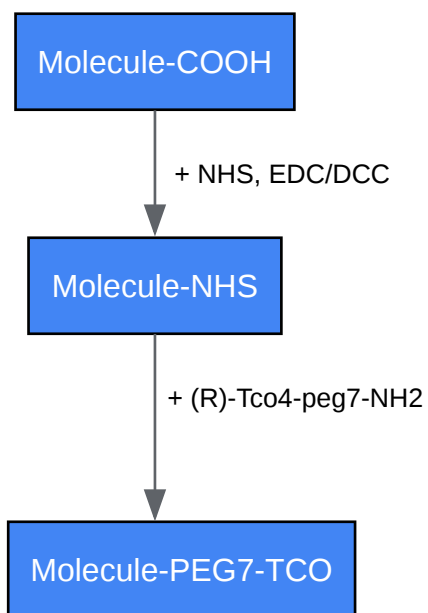 Molecule-COOH
+ NHS, EDC/DCC
Molecule-NHS
+ (R)-Tco4-peg7-NH2
Molecule-PEG7-TCO